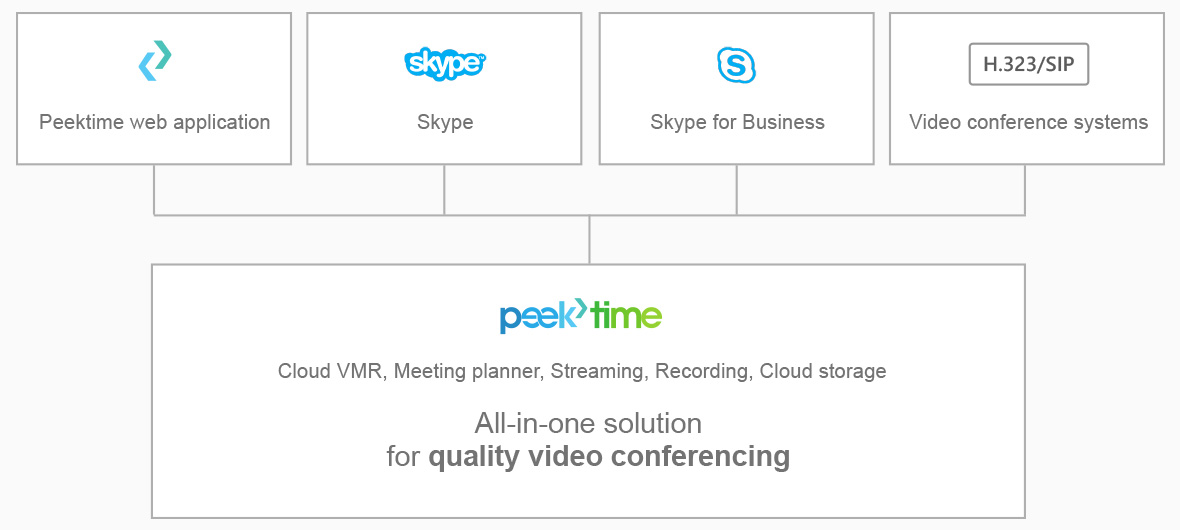 skype™
S
H.323/SIP
Peektime web application
Skype
Skype for Business
Video conference systems
peektime
Cloud VMR, Meeting planner, Streaming, Recording, Cloud storage
All-in-one solution
for quality video conferencing